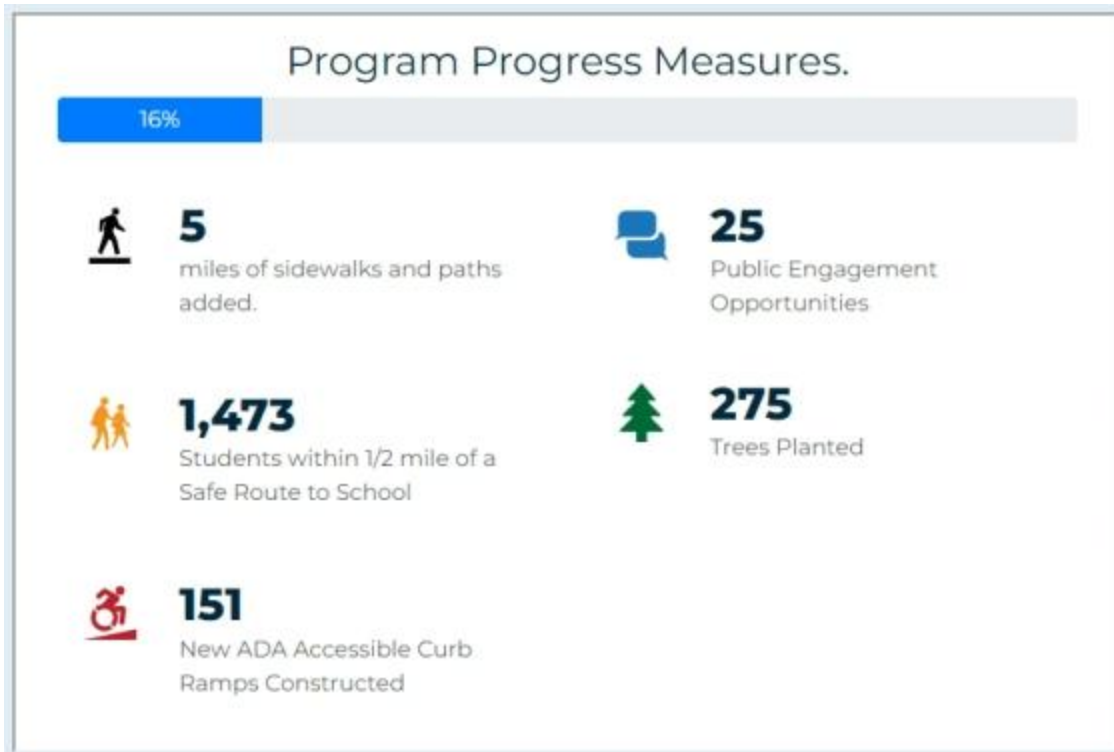 Program Progress Measures.
16%
5
miles of sidewalks and paths
added.
25
Public Engagement
Opportunities
1,473
Students within 1/2 mile of a
Safe Route to School
275
Trees Planted
151
New ADA Accessible Curb
Ramps Constructed